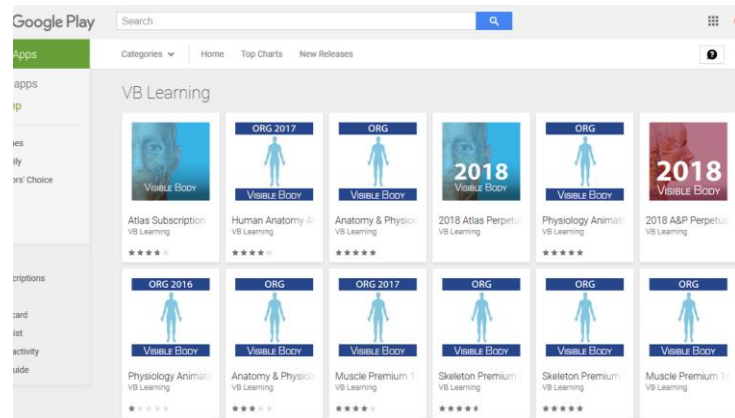 Google Play
Search
Apps
Categories
Home
Top Charts
New Releases
apps
VB Learning
ors' Choice
criptions
card
ist
activity
uide
VISIBLE BODY
Atlas Subscription
VB Learning
ORG 2017
VISIBLE BODY
Human Anatomy A
VB Learning
ORG
VISIBLE BODY
Anatomy & Physiol
VB Learning
2018
VISIBLE BODY
2018 Atlas Perpetu
VB Learning
ORG
VISIBLE BODY
Physiology Animati
VB Learning
2018
VISIBLE BODY
2018 A&P Perpetu
VB Learning
ORG 2016
VISIBLE BODY
Physiology Animati
VB Learning
ORG
VISIBLE BODY
Anatomy & Physiol
VB Learning
ORG 2017
VISIBLE BODY
Muscle Premium 1
VB Learning
ORG
VISIBLE BODY
Skeleton Premium
VB Learning
ORG
VISIBLE BODY
Skeleton Premium
VB Learning
ORG
VISIBLE BODY
Muscle Premium 1
VB Learning